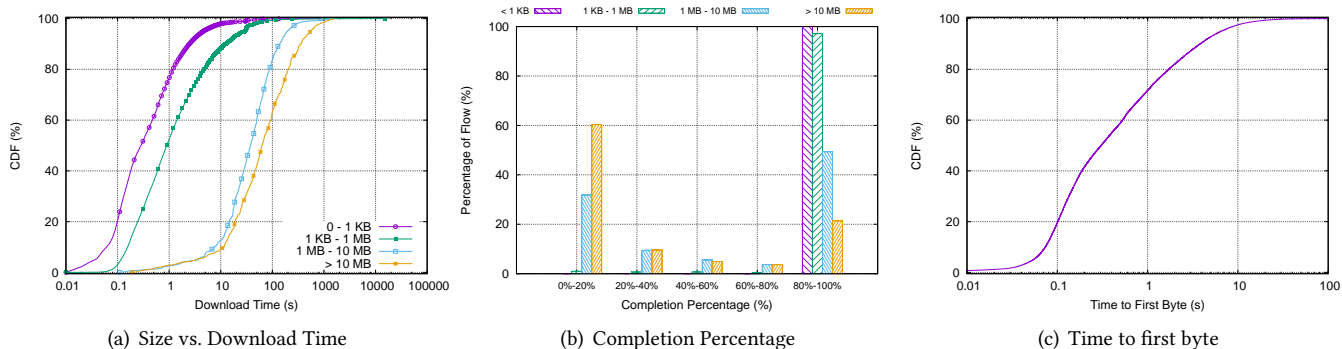 100
80
60
40
20
0
CDF (%)
0.01 0.1 1 10 100 1000 10000 100000
Download Time (s)
0 - 1 KB
1 KB - 1 MB
1 MB - 10 MB
> 10 MB
(a) Size vs. Download Time
< 1 KB 1 KB - 1 MB 1 MB - 10 MB > 10 MB
100
80
60
40
20
0
Percentage of Flow (%)
0%-20% 20%-40% 40%-60% 60%-80% 80%-100%
Completion Percentage (%)
(b) Completion Percentage
100
80
60
40
20
0
CDF (%)
0.01 0.1 1 10 100
Time to First Byte (s)
(c) Time to first byte